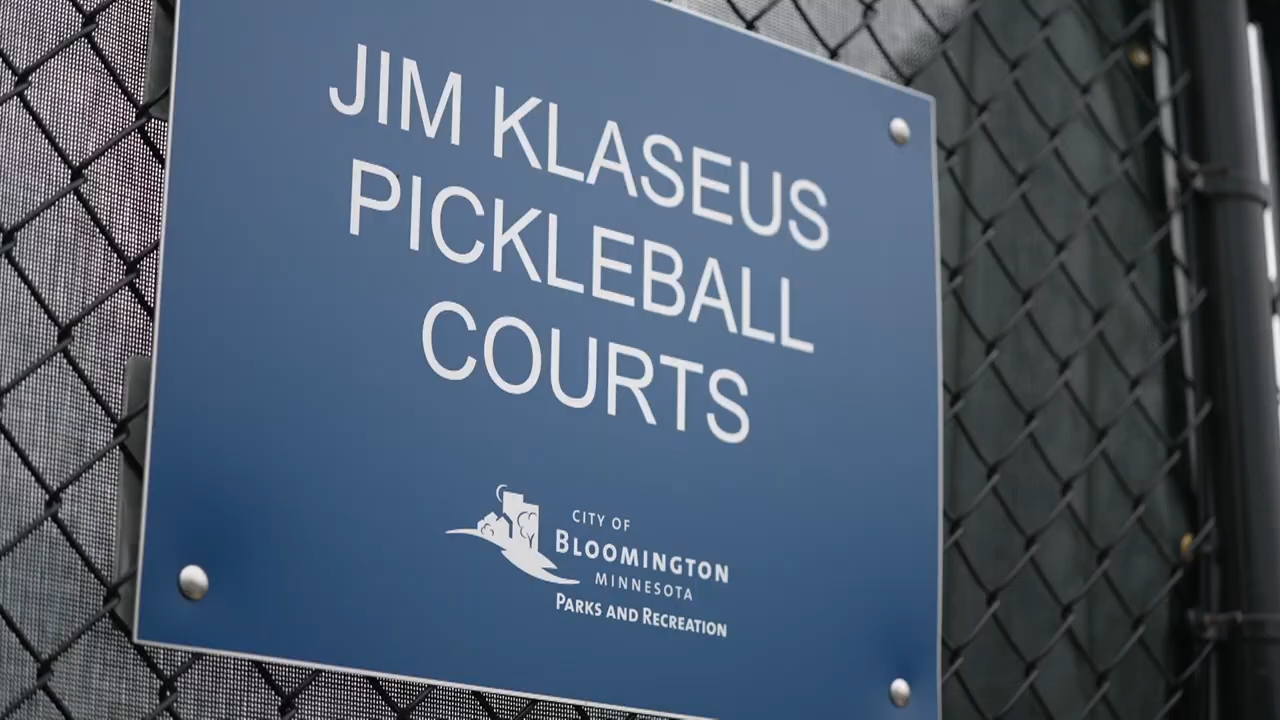 JIM KLASEUS
PICKLEBALL
COURTS
CITY OF
BLOOMINGTON
MINNESOTA
PARKS AND RECREATION